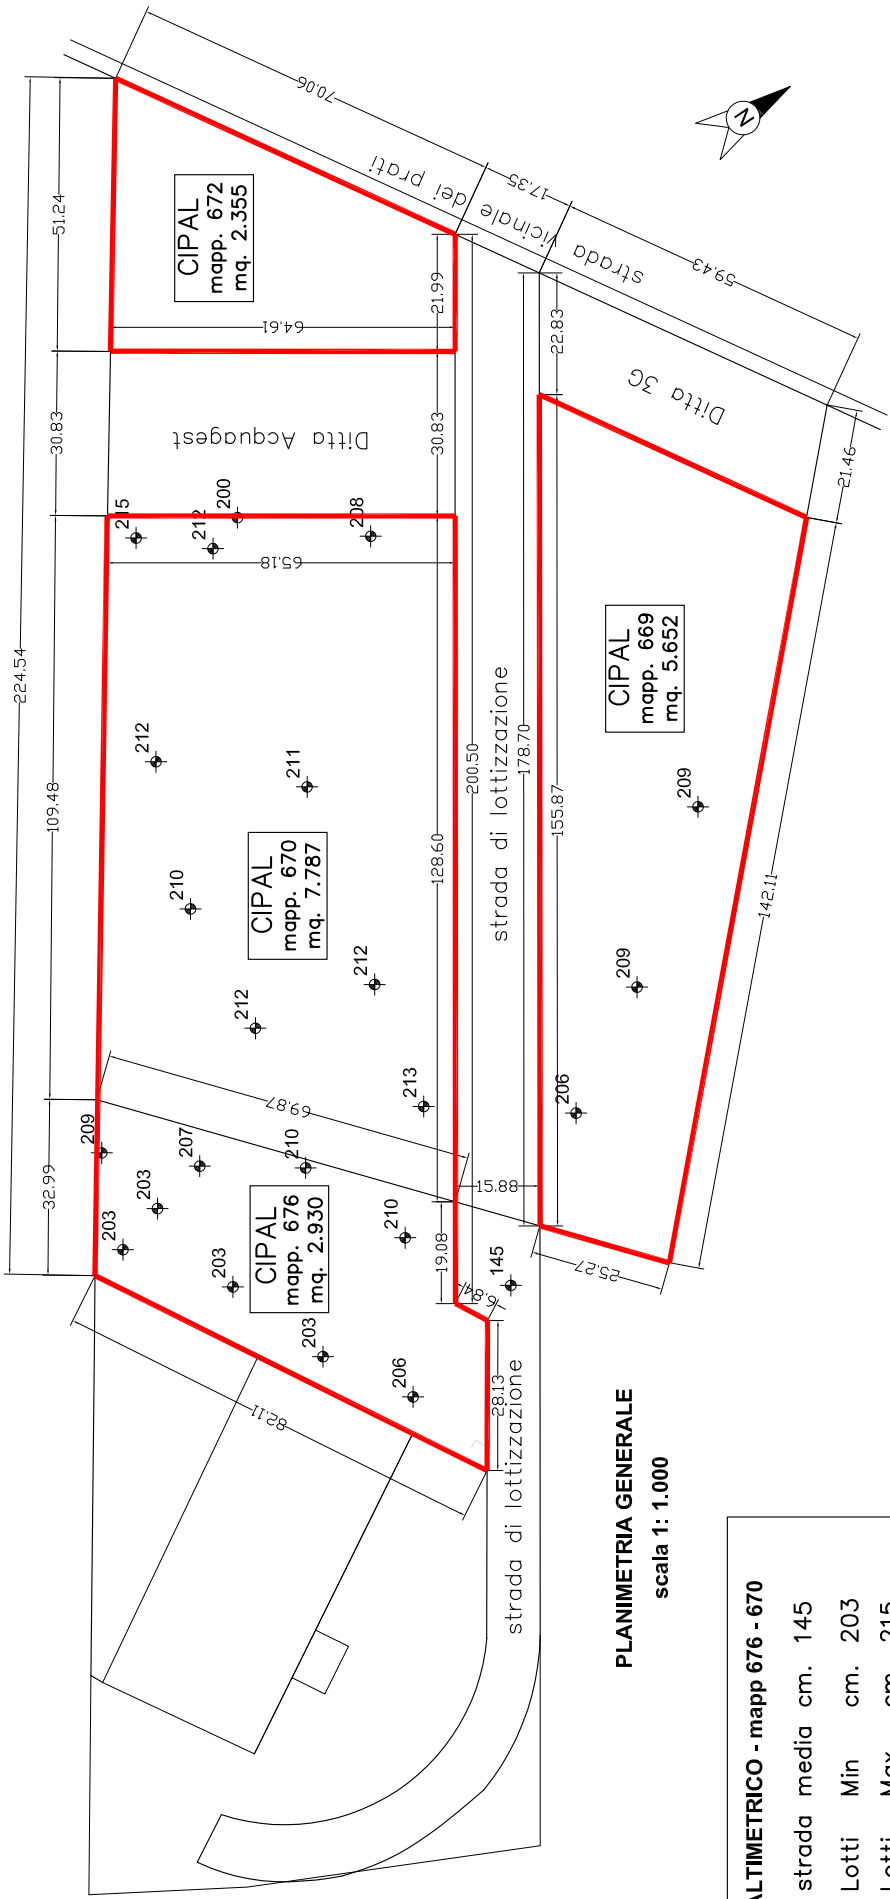 70.06
17.35
59.43
strada vicinale dei prati
N
51.24
CIPAL
mapp. 672
mq. 2.355
64.61
21.99
22.83
Ditta 3G
21.46
30.83
Ditta Acquagest
30.83
224.54
215
212
200
208
65.18
109.48
212
211
210
212
212
213
CIPAL
mapp. 670
mq. 7.787
128.60
200.50
strada di lottizzazione
178.70
155.87
CIPAL
mapp. 669
mq. 5.652
209
209
206
142.11
69.87
32.99
209
207
210
203
203
203
210
203
206
CIPAL
mapp. 676
mq. 2.930
19.08
15.88
6.84
145
25.27
28.13
82.11
strada di lottizzazione
PLANIMETRIA GENERALE
scala 1: 1.000
ALTIMETRICO - mapp 676 - 670
strada media cm. 145
Lotti Min cm. 203
Lotti Max cm. 215